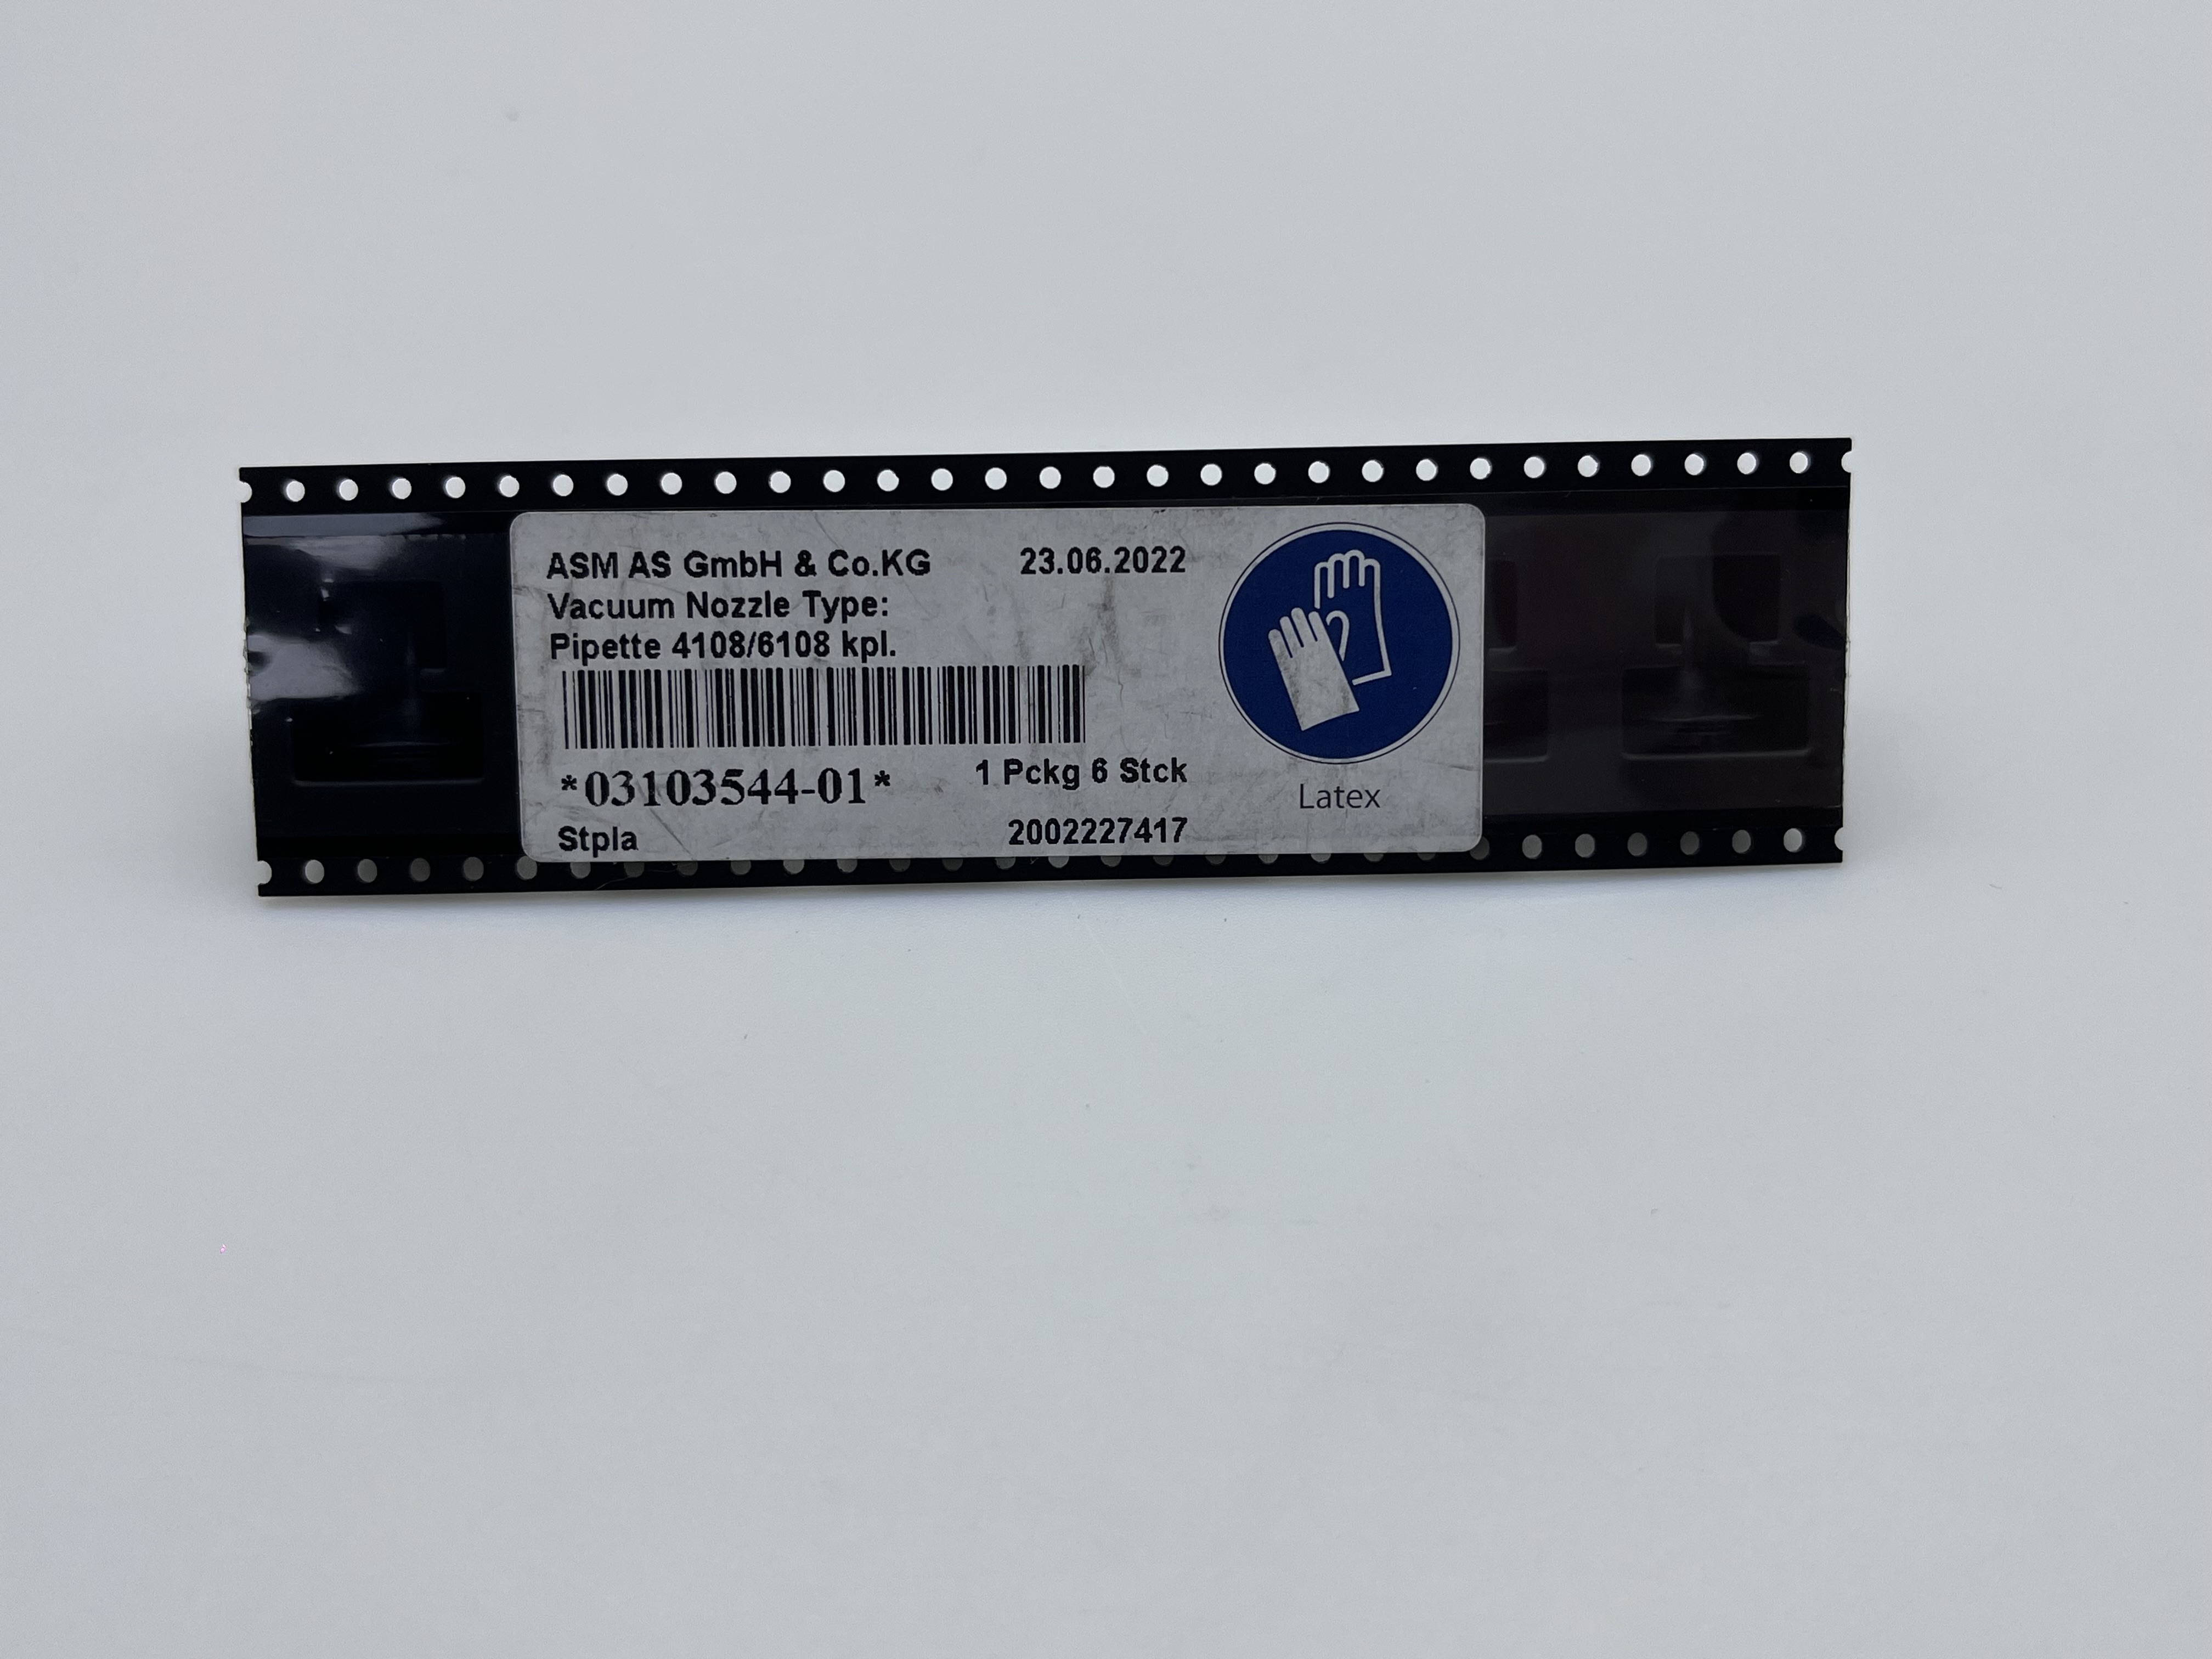 ASM AS GmbH & Co.KG 23.06.2022
Vacuum Nozzle Type:
Pipette 4108/6108 kpl.
*03103544-01* 1 Pckg 6 Stck
Latex
Stpla 2002227417